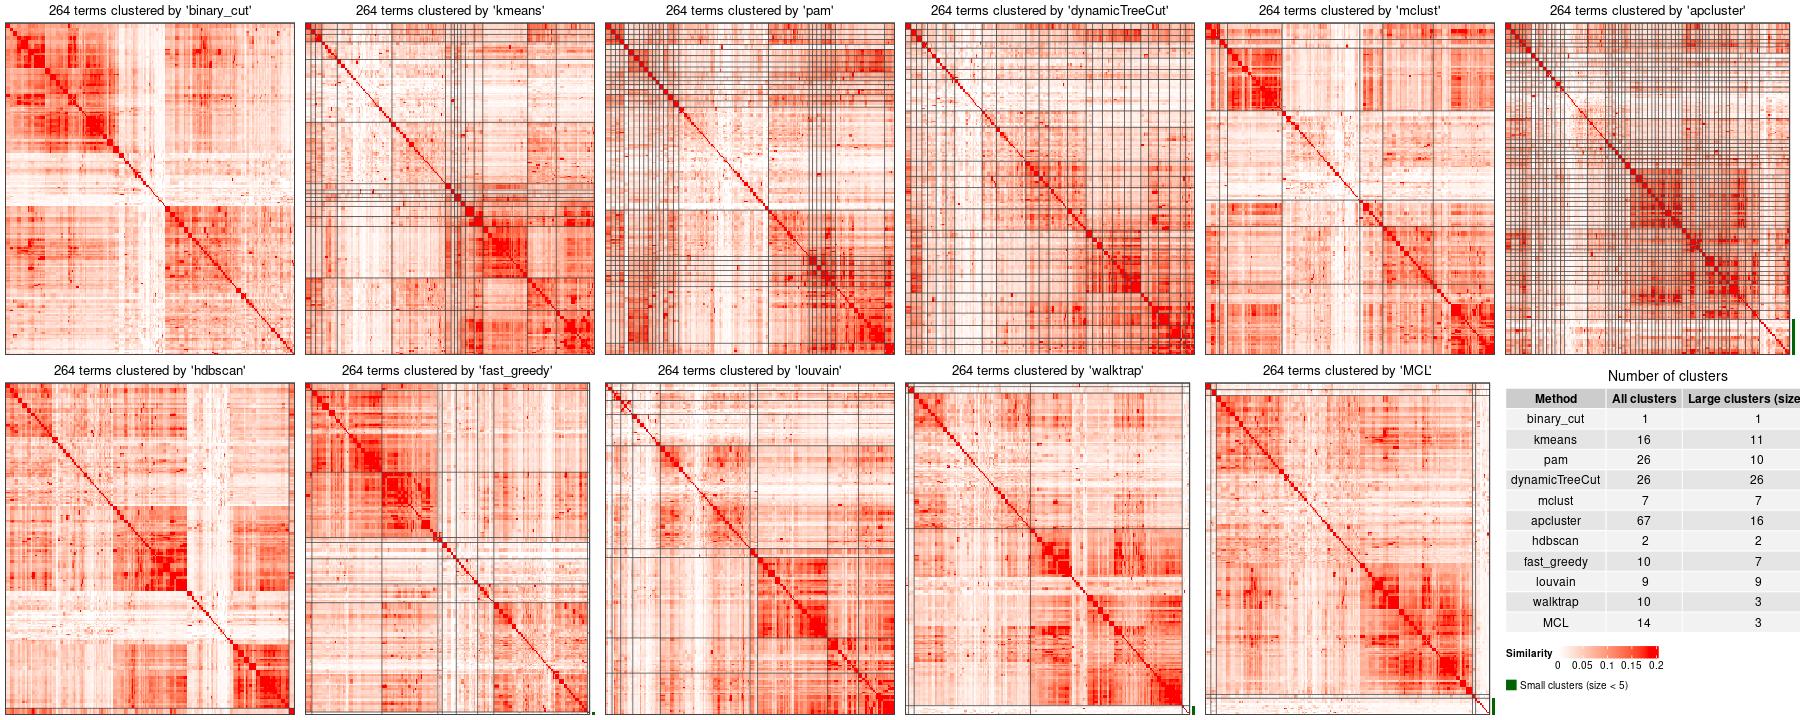 264 terms clustered by 'binary_cut'
264 terms clustered by 'kmeans'
264 terms clustered by 'pam'
264 terms clustered by 'dynamicTreeCut'
264 terms clustered by 'mclust'
264 terms clustered by 'apcluster'
264 terms clustered by 'hdbscan'
264 terms clustered by 'fast_greedy'
264 terms clustered by 'louvain'
264 terms clustered by 'walktrap'
264 terms clustered by 'MCL'
Number of clusters
Method All clusters Large clusters (size
binary_cut 1 1
kmeans 16 11
pam 26 10
dynamicTreeCut 26 26
mclust 7 7
apcluster 67 16
hdbscan 2 2
fast_greedy 10 7
louvain 9 9
walktrap 10 3
MCL 14 3
Similarity
0 0.05 0.1 0.15 0.2
Small clusters (size < 5)